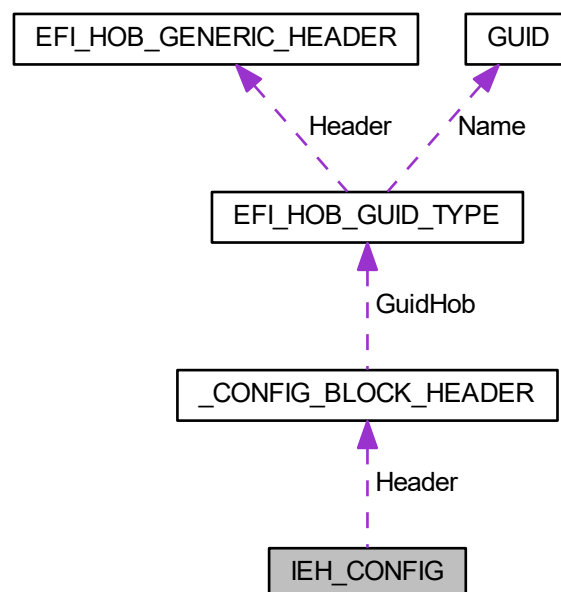 EFI_HOB_GENERIC_HEADER
GUID
Header
Name
EFI_HOB_GUID_TYPE
GuidHob
_CONFIG_BLOCK_HEADER
Header
IEH_CONFIG